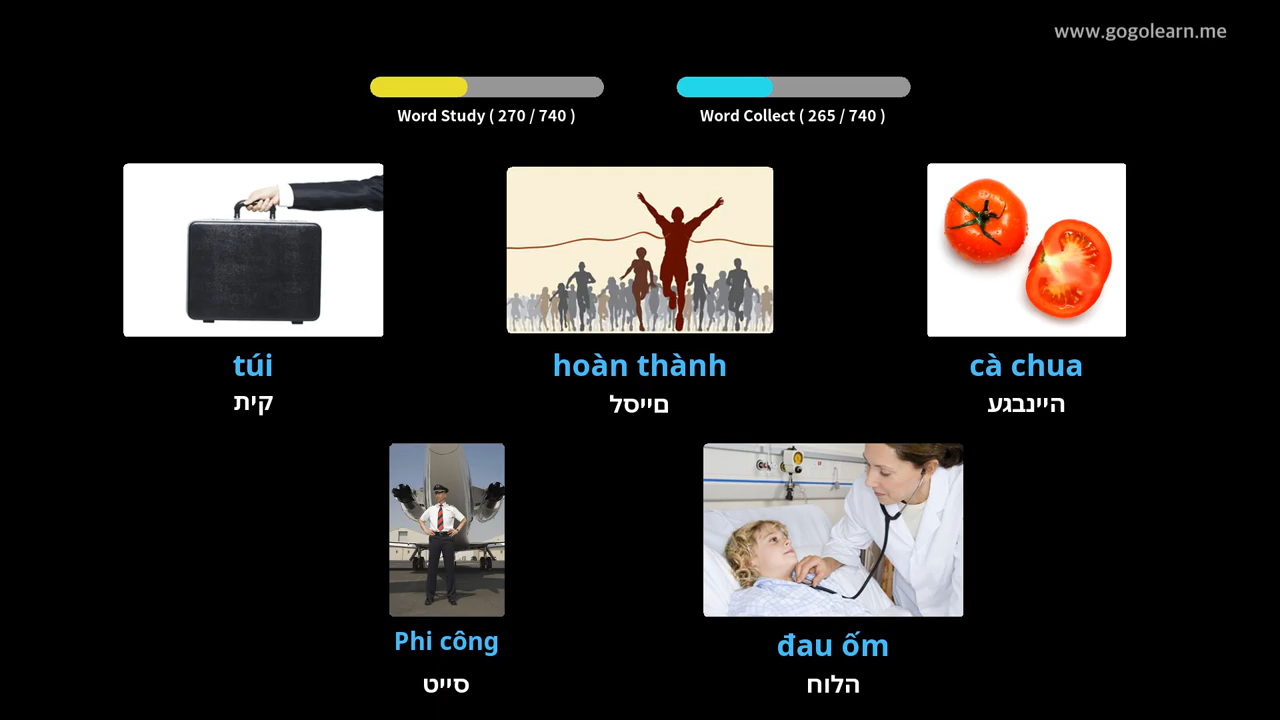 www.gogolearn.me
Word Study ( 270 / 740 )
Word Collect ( 265 / 740 )
túi
קית
hoàn thành
םייסל
cà chua
היינבגע
Phi công
סייט
đau ốm
הלוח